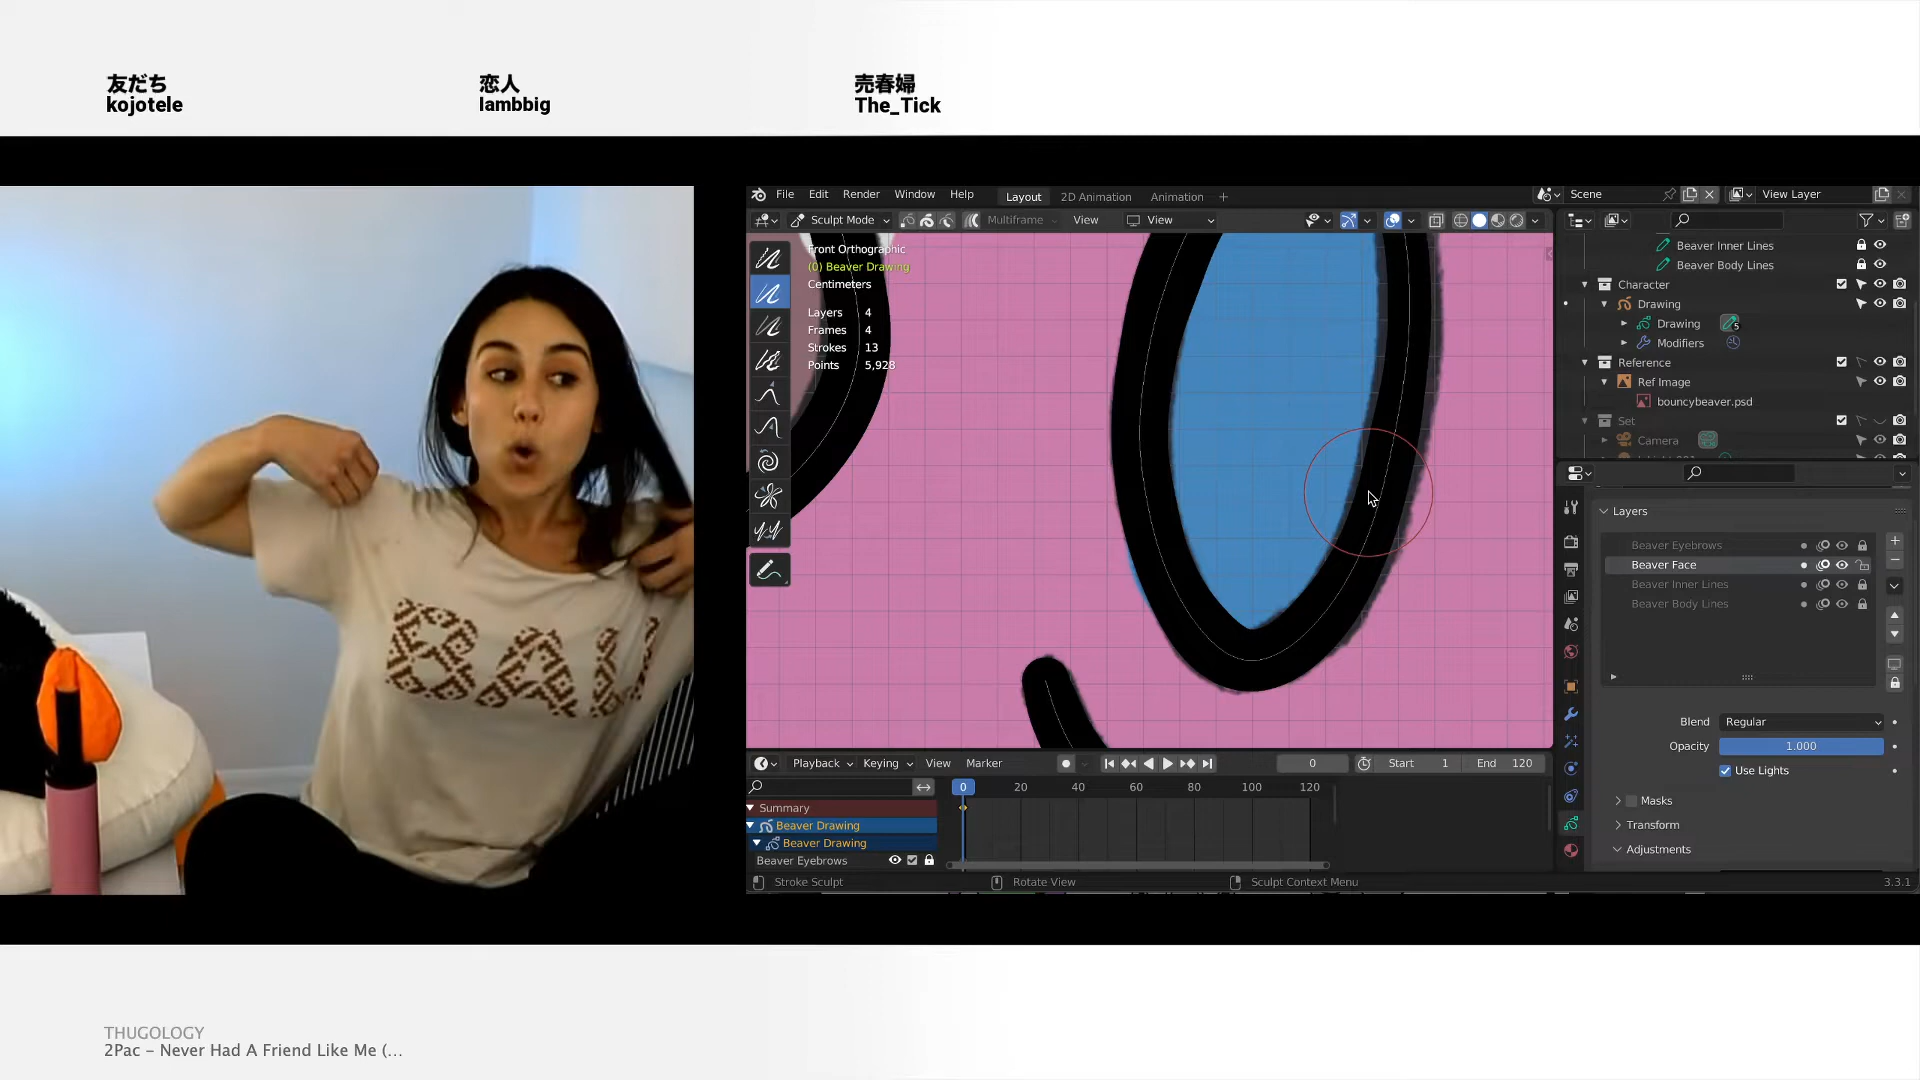 友だち
kojotele
恋人
lambbig
売春婦
The_Tick
BAU
File Edit Render Window Help Layout 2D Animation Animation + Scene View Layer
Sculpt Mode Multiframe View View
Front Orthographic
(0) Beaver Drawing
Centimeters
Layers 4
Frames 4
Strokes 13
Points 5,928
Beaver Inner Lines
Beaver Body Lines
Character
Drawing
Drawing 5
Modifiers
Reference
Ref Image
bouncybeaver.psd
Set
Camera
Layers
Beaver Eyebrows
Beaver Face
Beaver Inner Lines
Beaver Body Lines
Blend Regular
Opacity 1.000
Use Lights
Masks
Transform
Adjustments
Playback Keying View Marker 0 Start 1 End 120
0 20 40 60 80 100 120
Summary
Beaver Drawing
Beaver Drawing
Beaver Eyebrows
Stroke Sculpt Rotate View Sculpt Context Menu 3.3.1
THUGOLOGY
2Pac - Never Had A Friend Like Me (...